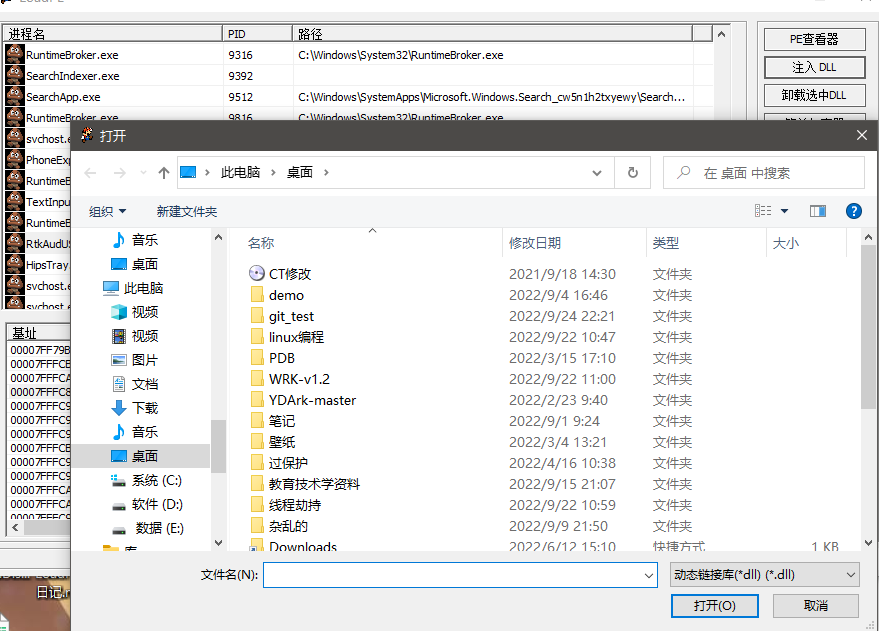 进程名 PID 路径
RuntimeBroker.exe 9316 C:\Windows\System32\RuntimeBroker.exe
SearchIndexer.exe 9392
SearchApp.exe 9512 C:\Windows\SystemApps\Microsoft.Windows.Search_cw5n1h2txyewy\Search...
RuntimeBroker.exe 9816 C:\Windows\System32\RuntimeBroker.exe
svchost.e
PhoneExp
RuntimeB
TextInpu
RuntimeB
RtkAudUS
HipsTray
svchost.e
svchost.e
PE查看器
注入 DLL
卸载选中DLL
基址
00007FF79B
00007FFFCB
00007FFFCA
00007FFFC8
00007FFFC9
00007FFFC9
00007FFFC9
00007FFFCB
00007FFFC9
00007FFFC9
00007FFFC9
00007FFFCA
00007FFFC9
打开
此电脑 › 桌面 ›
在 桌面 中搜索
组织 新建文件夹
音乐
桌面
此电脑
视频
视频
图片
文档
下载
音乐
桌面
系统 (C:)
软件 (D:)
数据 (E:)
库
名称 修改日期 类型 大小
CT修改 2021/9/18 14:30 文件夹
demo 2022/9/4 16:46 文件夹
git_test 2022/9/24 22:21 文件夹
linux编程 2022/9/22 10:47 文件夹
PDB 2022/3/15 17:10 文件夹
WRK-v1.2 2022/9/22 11:00 文件夹
YDArk-master 2022/2/23 9:40 文件夹
笔记 2022/9/1 9:24 文件夹
壁纸 2022/3/4 13:21 文件夹
过保护 2022/4/16 10:38 文件夹
教育技术学资料 2022/9/15 21:07 文件夹
线程劫持 2022/9/22 10:59 文件夹
杂乱的 2022/9/9 21:50 文件夹
Downloads 2022/6/12 15:10 快捷方式 1 KB
文件名(N): 动态链接库(*dll) (*.dll)
打开(O) 取消
日记.r